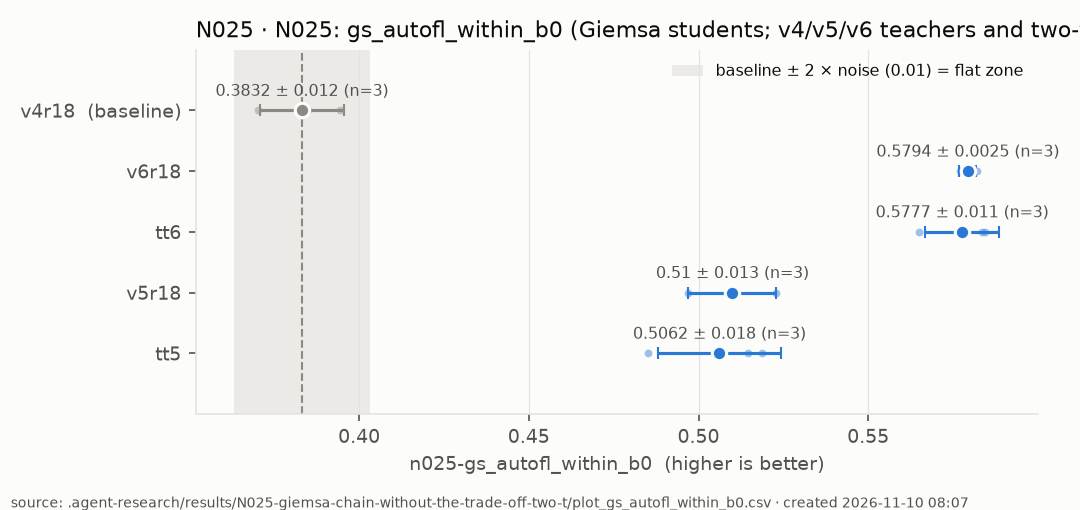 N025 · N025: gs_autofl_within_b0 (Giemsa students; v4/v5/v6 teachers and two-
baseline ± 2 × noise (0.01) = flat zone
0.3832 ± 0.012 (n=3)
v4r18 (baseline)
0.5794 ± 0.0025 (n=3)
v6r18
0.5777 ± 0.011 (n=3)
tt6
0.51 ± 0.013 (n=3)
v5r18
0.5062 ± 0.018 (n=3)
tt5
0.40 0.45 0.50 0.55
n025-gs_autofl_within_b0 (higher is better)
source: .agent-research/results/N025-giemsa-chain-without-the-trade-off-two-t/plot_gs_autofl_within_b0.csv · created 2026-11-10 08:07